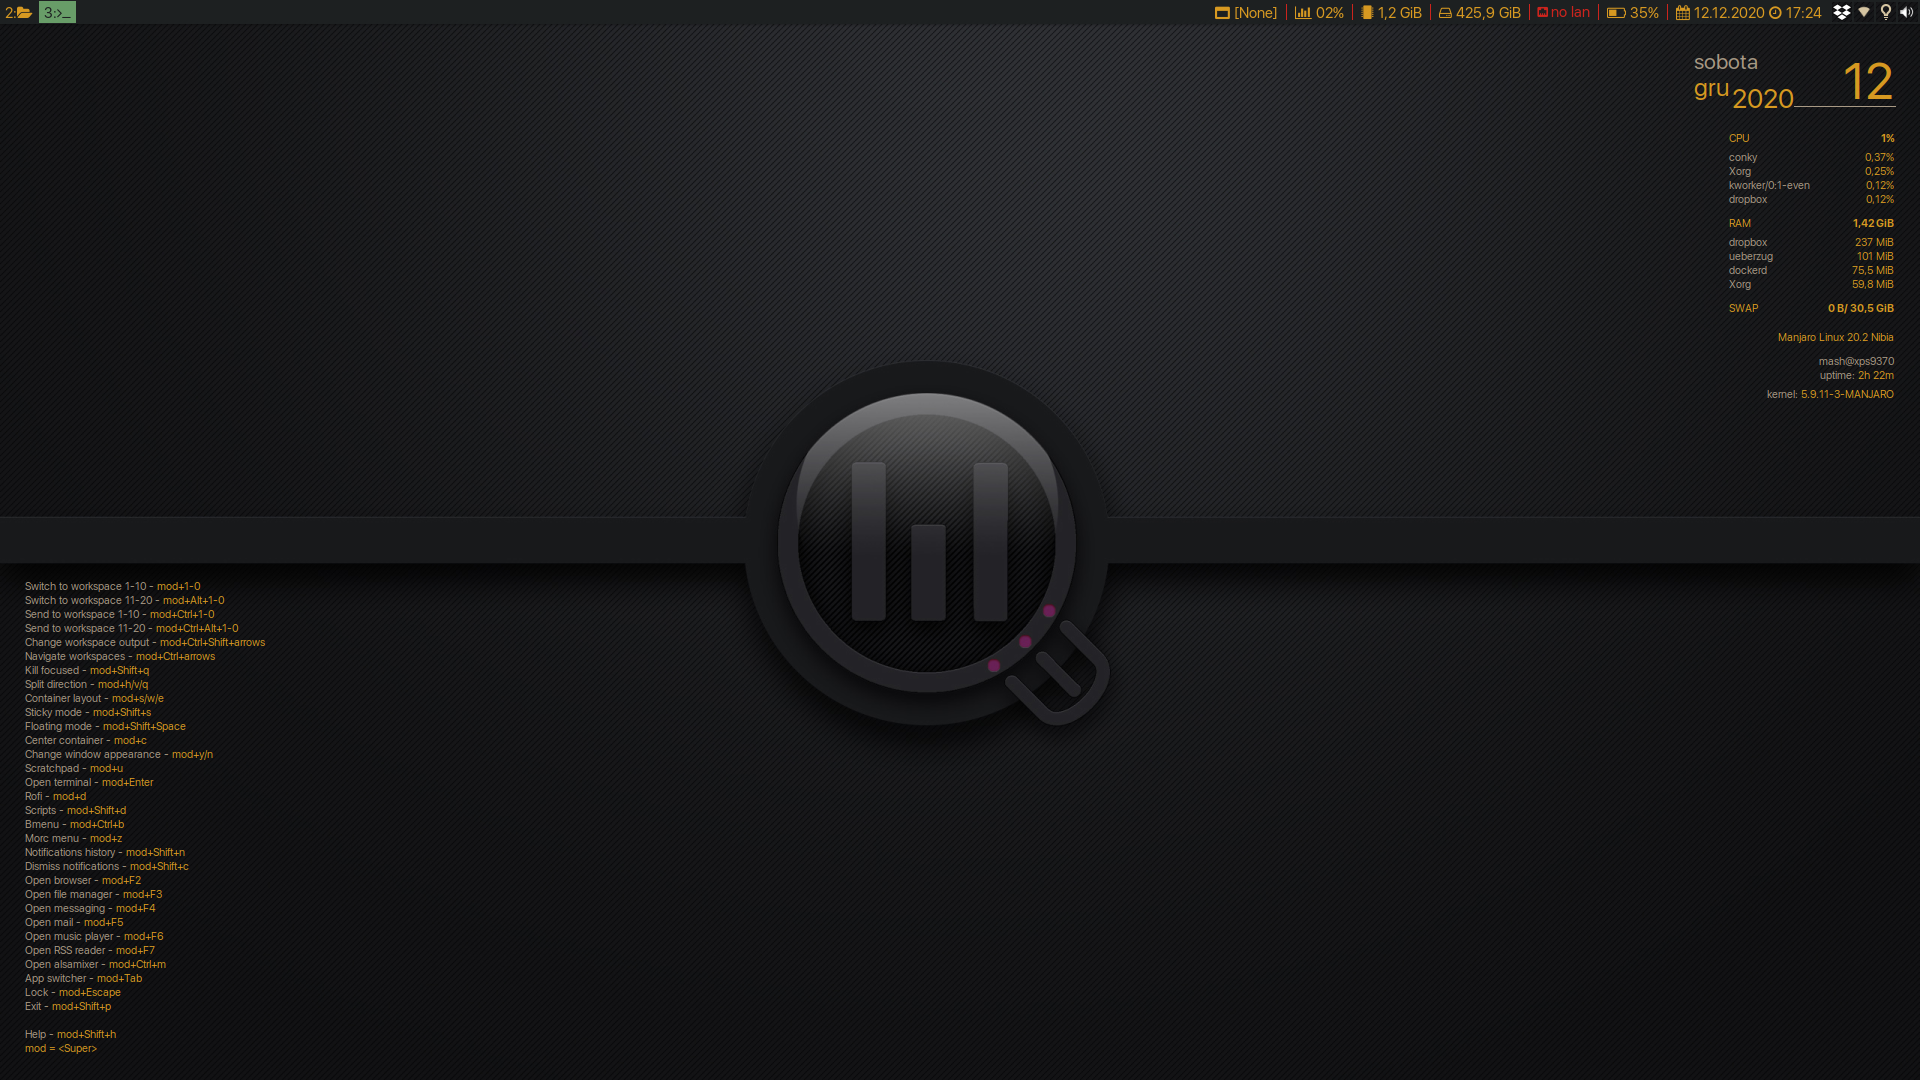 2: 3:>_ [None] 02% 1,2 GiB 425,9 GiB no lan 35% 12.12.2020 17:24
sobota
gru 2020 12
CPU 1%
conky 0,37%
Xorg 0,25%
kworker/0:1-even 0,12%
dropbox 0,12%
RAM 1,42 GiB
dropbox 237 MiB
ueberzug 101 MiB
dockerd 75,5 MiB
Xorg 59,8 MiB
SWAP 0 B/ 30,5 GiB
Manjaro Linux 20.2 Nibia
mash@xps9370
uptime: 2h 22m
kernel: 5.9.11-3-MANJARO
Switch to workspace 1-10 - mod+1-0
Switch to workspace 11-20 - mod+Alt+1-0
Send to workspace 1-10 - mod+Ctrl+1-0
Send to workspace 11-20 - mod+Ctrl+Alt+1-0
Change workspace output - mod+Ctrl+Shift+arrows
Navigate workspaces - mod+Ctrl+arrows
Kill focused - mod+Shift+q
Split direction - mod+h/v/q
Container layout - mod+s/w/e
Sticky mode - mod+Shift+s
Floating mode - mod+Shift+Space
Center container - mod+c
Change window appearance - mod+y/n
Scratchpad - mod+u
Open terminal - mod+Enter
Rofi - mod+d
Scripts - mod+Shift+d
Bmenu - mod+Ctrl+b
Morc menu - mod+z
Notifications history - mod+Shift+n
Dismiss notifications - mod+Shift+c
Open browser - mod+F2
Open file manager - mod+F3
Open messaging - mod+F4
Open mail - mod+F5
Open music player - mod+F6
Open RSS reader - mod+F7
Open alsamixer - mod+Ctrl+m
App switcher - mod+Tab
Lock - mod+Escape
Exit - mod+Shift+p
Help - mod+Shift+h
mod = <Super>